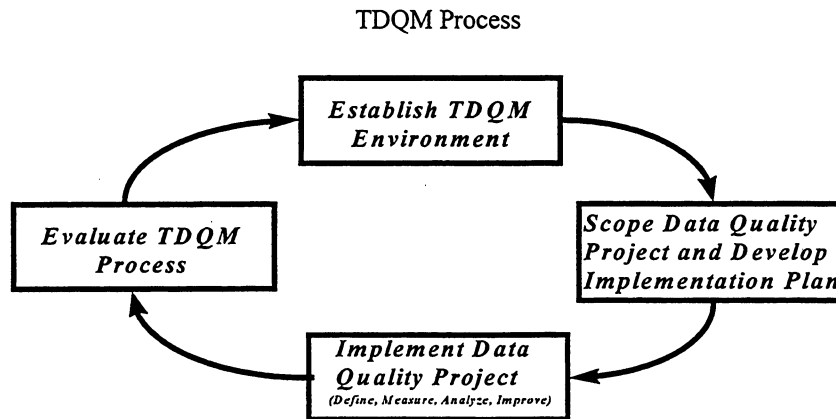 TDQM Process
Establish TDQM
Environment
Scope Data Quality
Project and Develop
Implementation Plan
Implement Data
Quality Project
(Define, Measure, Analyze, Improve)
Evaluate TDQM
Process